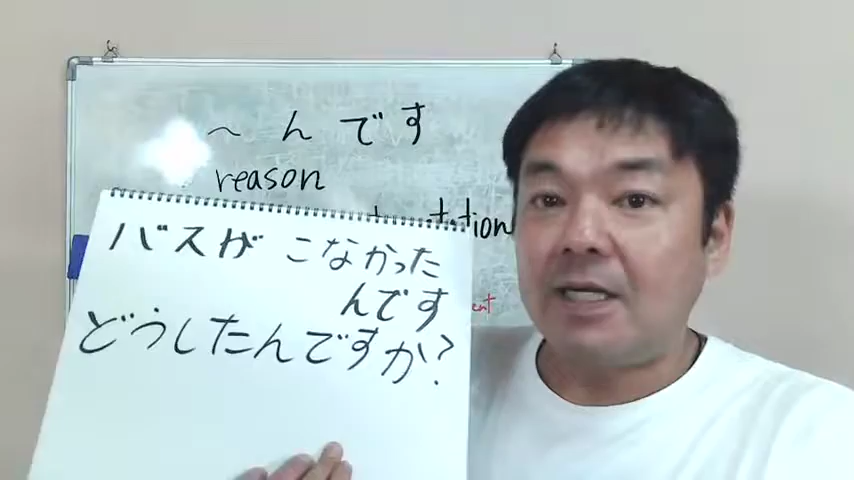 ～んです
reason
バスが こなかった
んです
どうしたんですか?